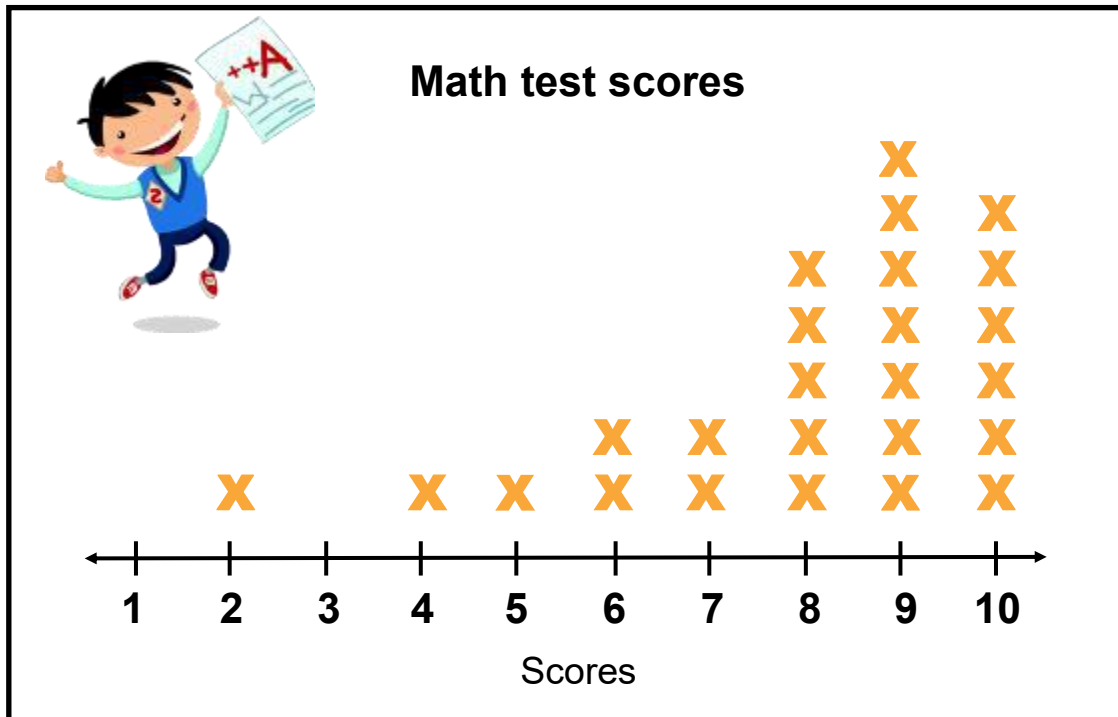 ++A
Math test scores
X
X X
X X X
X X X
X X X
X X X X X
X X X X X X X X
1 2 3 4 5 6 7 8 9 10
Scores